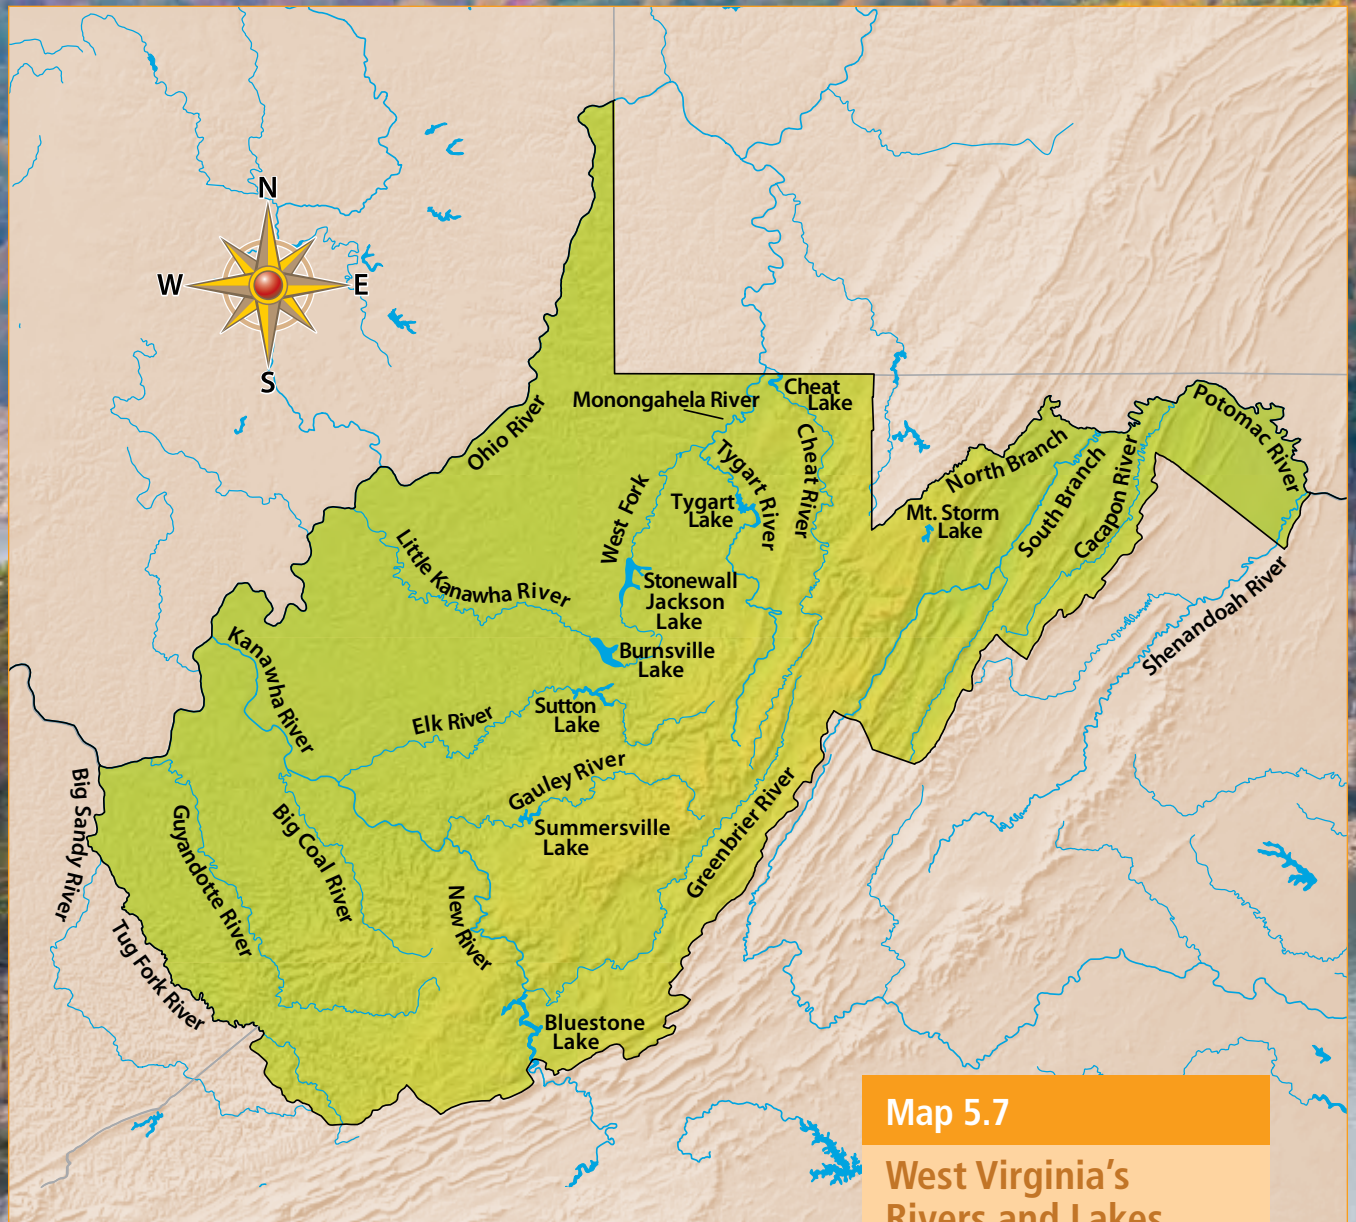 N
W
E
S
Monongahela River
Cheat
Lake
Ohio River
Cheat River
Tygart River
West Fork
Tygart
Lake
North Branch
Potomac River
Mt. Storm
Lake
South Branch
Cacapon River
Little Kanawha River
Stonewall
Jackson
Lake
Shenandoah River
Burnsville
Lake
Kanawha River
Sutton
Lake
Elk River
Gauley River
Summersville
Lake
Greenbrier River
Big Sandy River
Guyandotte River
Big Coal River
New River
Tug Fork River
Bluestone
Lake
Map 5.7
West Virginia's
Rivers and Lakes